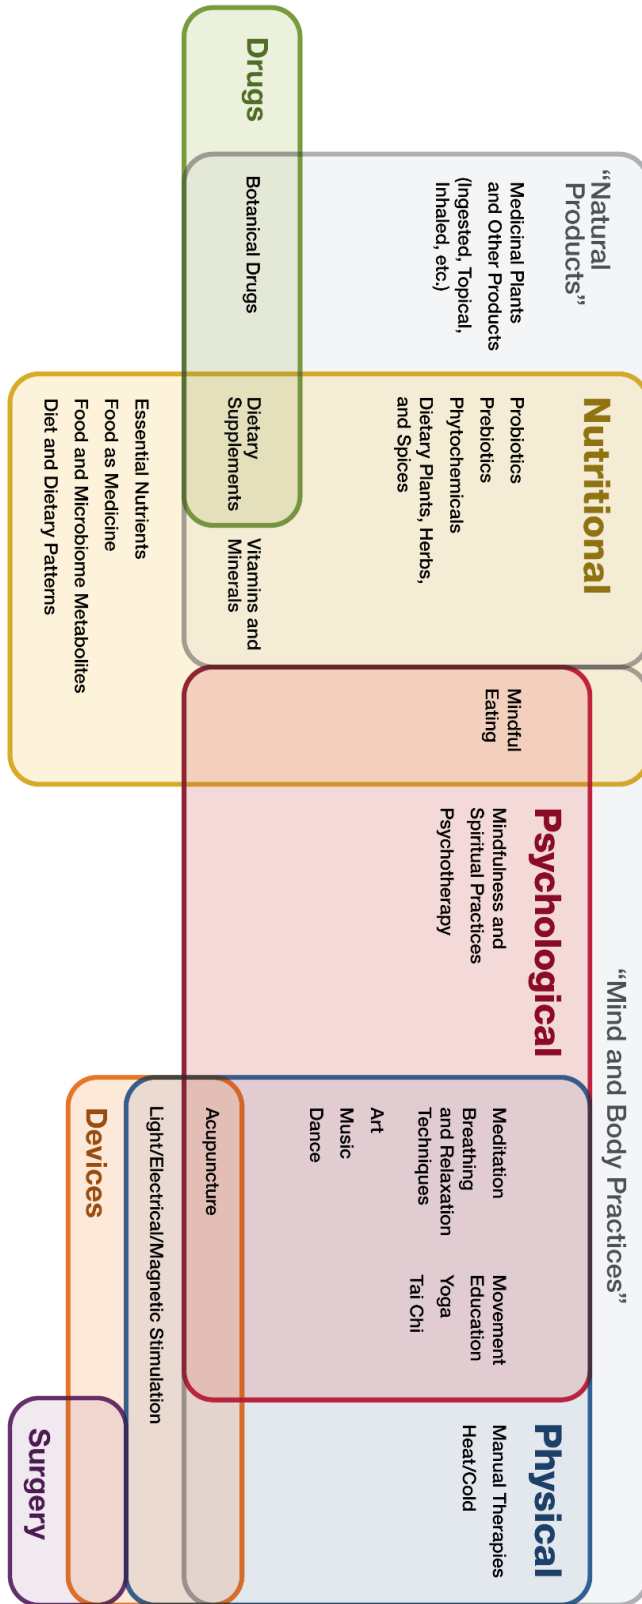 “Natural
Products”
Nutritional
“Mind and Body Practices”
Psychological
Physical
Medicinal Plants
and Other Products
(Ingested, Topical,
Inhaled, etc.)
Probiotics
Prebiotics
Phytochemicals
Dietary Plants, Herbs,
and Spices
Mindful
Eating
Mindfulness and
Spiritual Practices
Psychotherapy
Meditation
Breathing
and Relaxation
Techniques
Art
Music
Dance
Movement
Education
Yoga
Tai Chi
Manual Therapies
Heat/Cold
Drugs
Botanical Drugs
Dietary
Supplements
Vitamins and
Minerals
Acupuncture
Light/Electrical/Magnetic Stimulation
Essential Nutrients
Food as Medicine
Food and Microbiome Metabolites
Diet and Dietary Patterns
Devices
Surgery